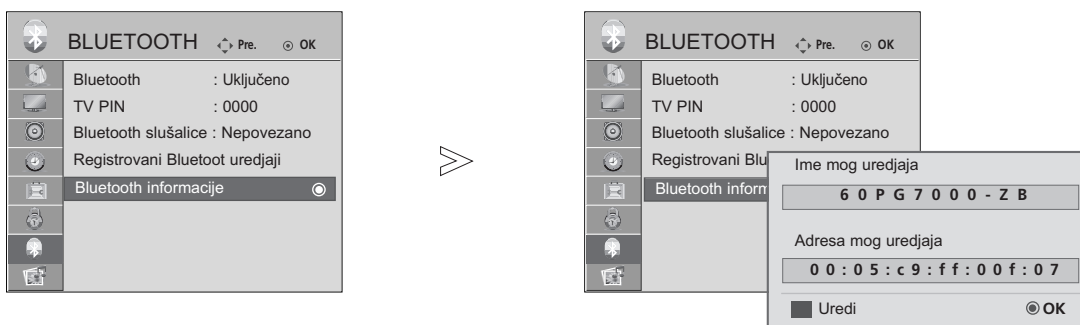 BLUETOOTH Pre. OK
Bluetooth : Uključeno
TV PIN : 0000
Bluetooth slušalice : Nepovezano
Registrovani Bluetoot uredjaji
Bluetooth informacije
BLUETOOTH Pre. OK
Bluetooth : Uključeno
TV PIN : 0000
Bluetooth slušalice : Nepovezano
Registrovani Blu
Bluetooth inform
Ime mog uredjaja
60PG7000-ZB
Adresa mog uredjaja
00:05:c9:ff:00f:07
Uredi OK